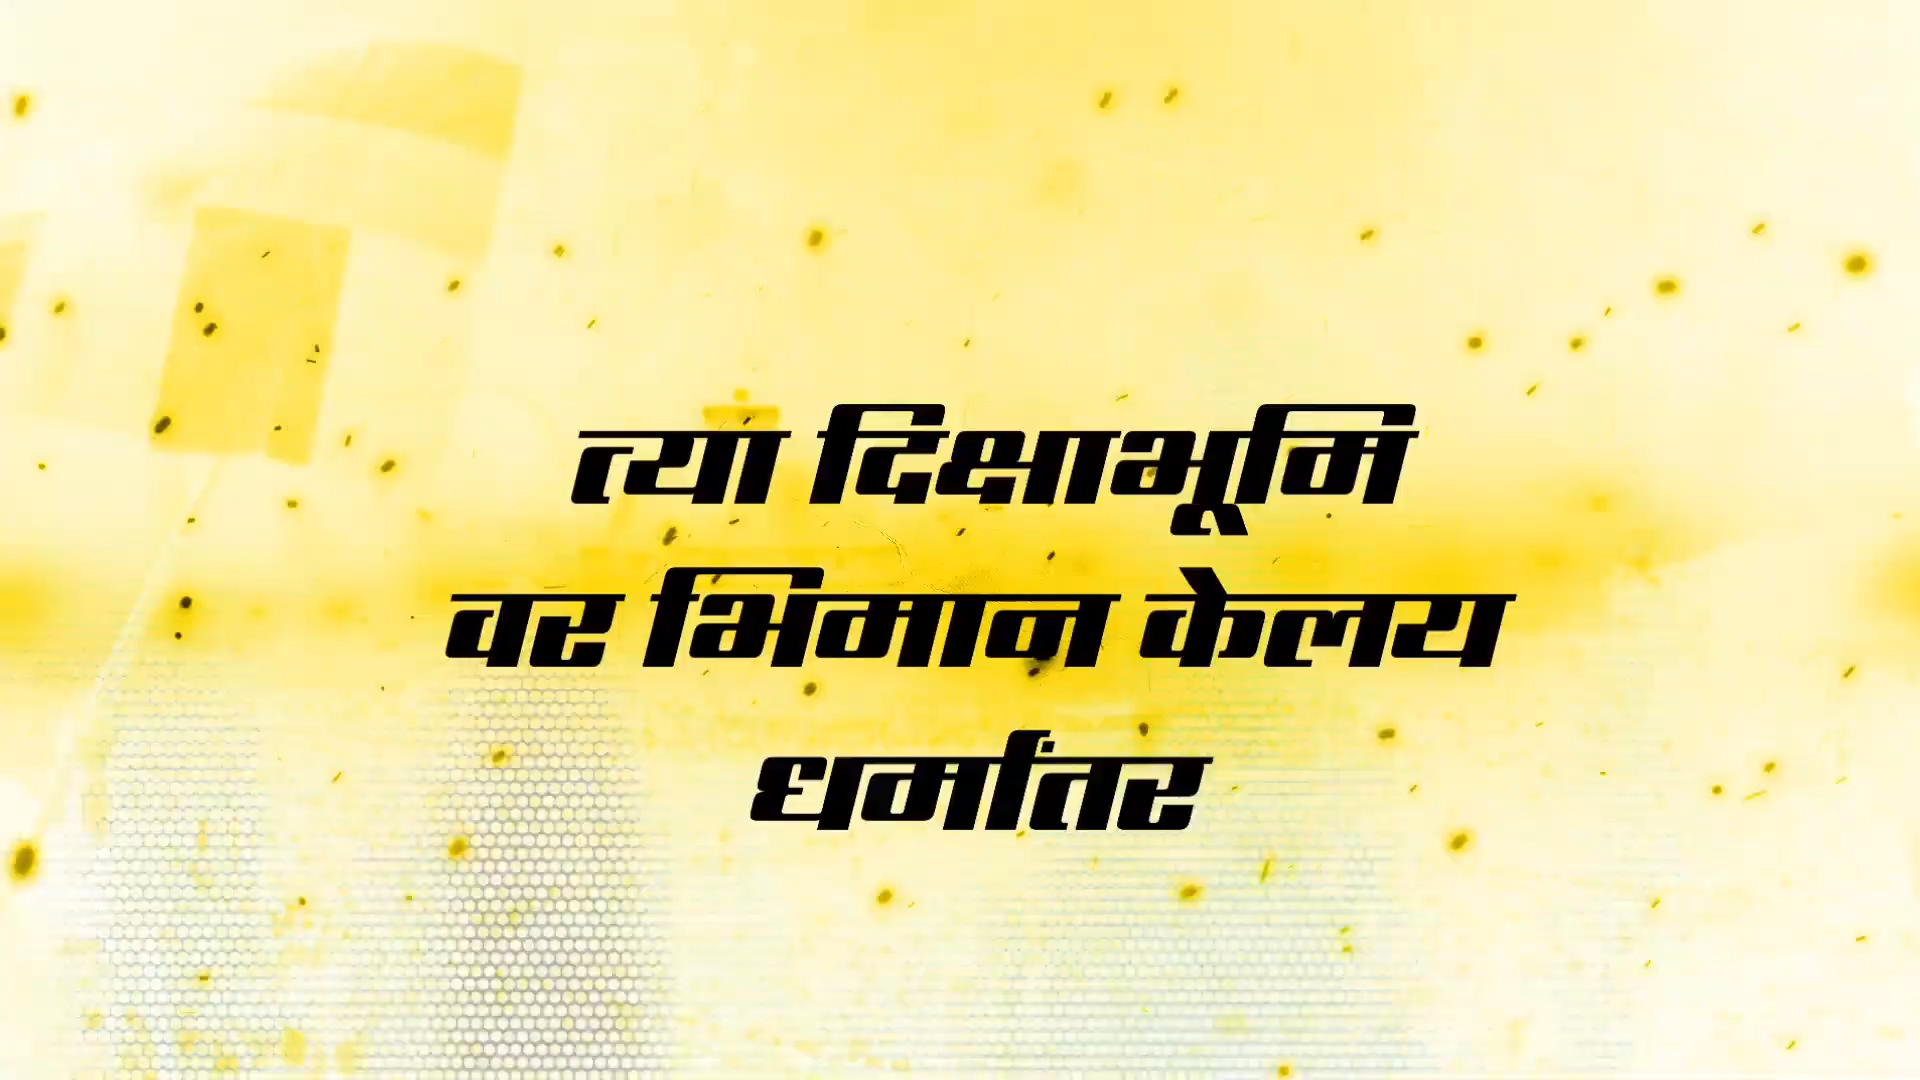 त्या दिक्षाभूमि
वर भिमान केलय
धर्मांतर